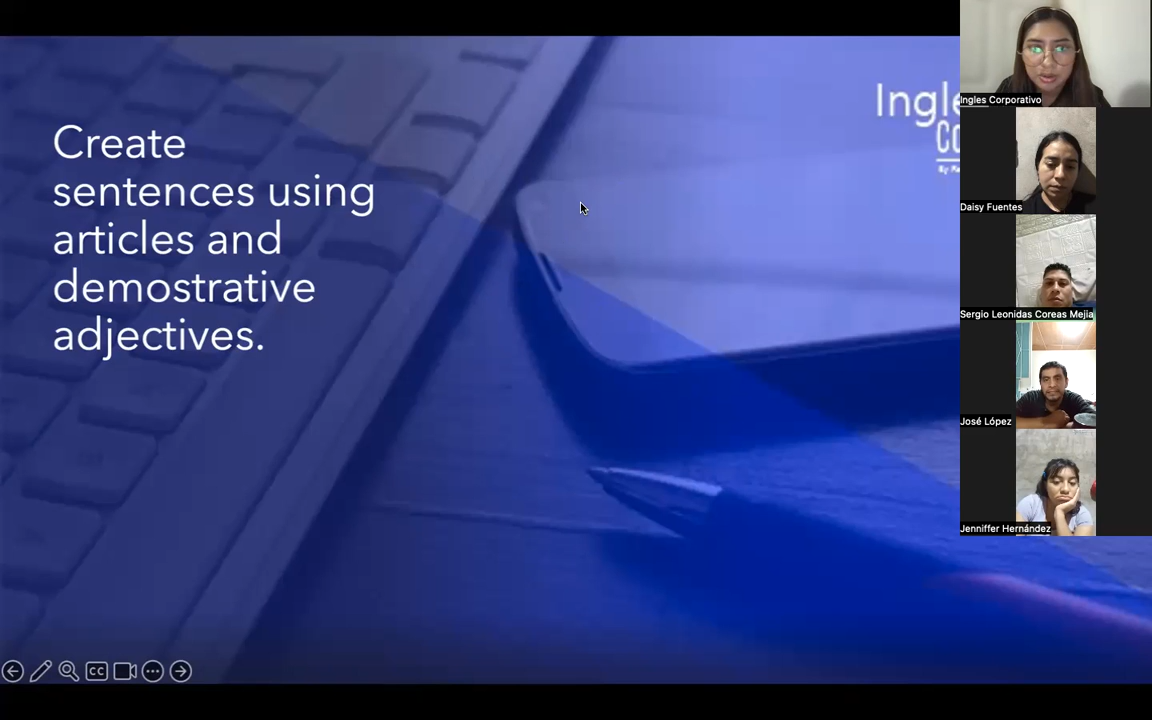 Create
sentences using
articles and
demostrative
adjectives.
Ingles Corporativo
Daisy Fuentes
Sergio Leonidas Coreas Mejia
José López
Jenniffer Hernández
CC